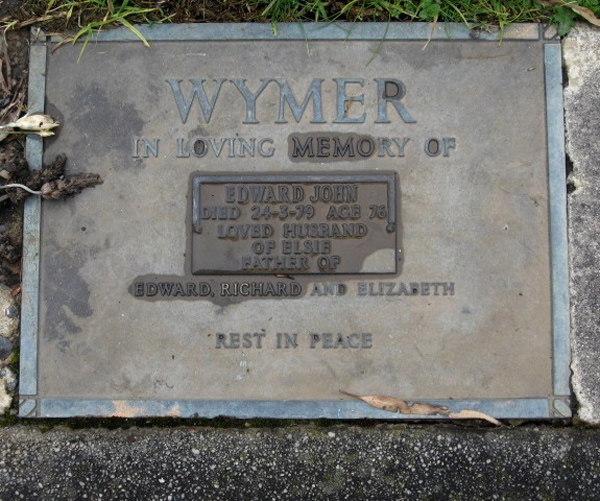 WYMER
IN LOVING MEMORY OF
EDWARD JOHN
DIED 24-3-79 AGE 76
LOVED HUSBAND
OF ELSIE
FATHER OF
EDWARD, RICHARD AND ELIZABETH
REST IN PEACE